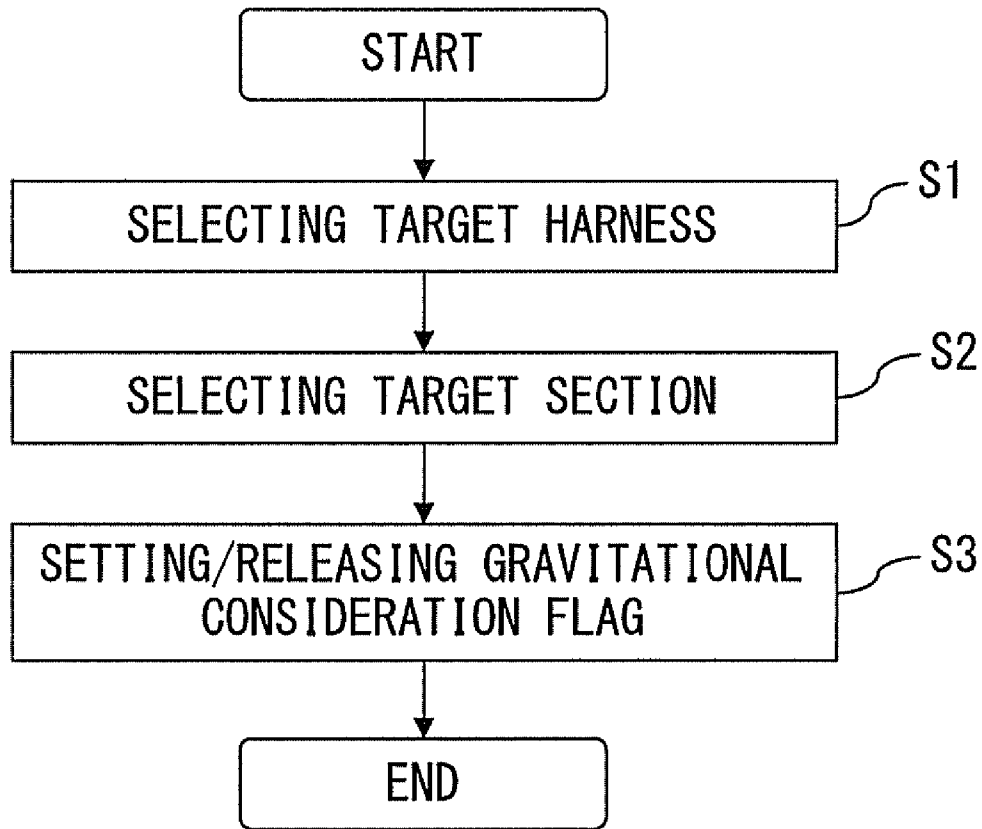 START
S1
SELECTING TARGET HARNESS
S2
SELECTING TARGET SECTION
S3
SETTING/RELEASING GRAVITATIONAL
CONSIDERATION FLAG
END